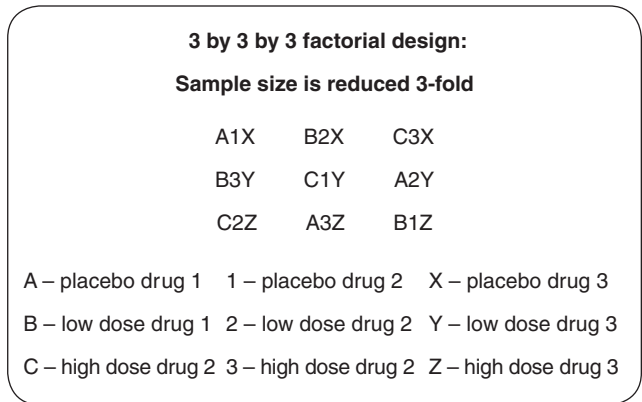 3 by 3 by 3 factorial design:
Sample size is reduced 3-fold
A1X B2X C3X
B3Y C1Y A2Y
C2Z A3Z B1Z
A – placebo drug 1 1 – placebo drug 2 X – placebo drug 3
B – low dose drug 1 2 – low dose drug 2 Y – low dose drug 3
C – high dose drug 2 3 – high dose drug 2 Z – high dose drug 3